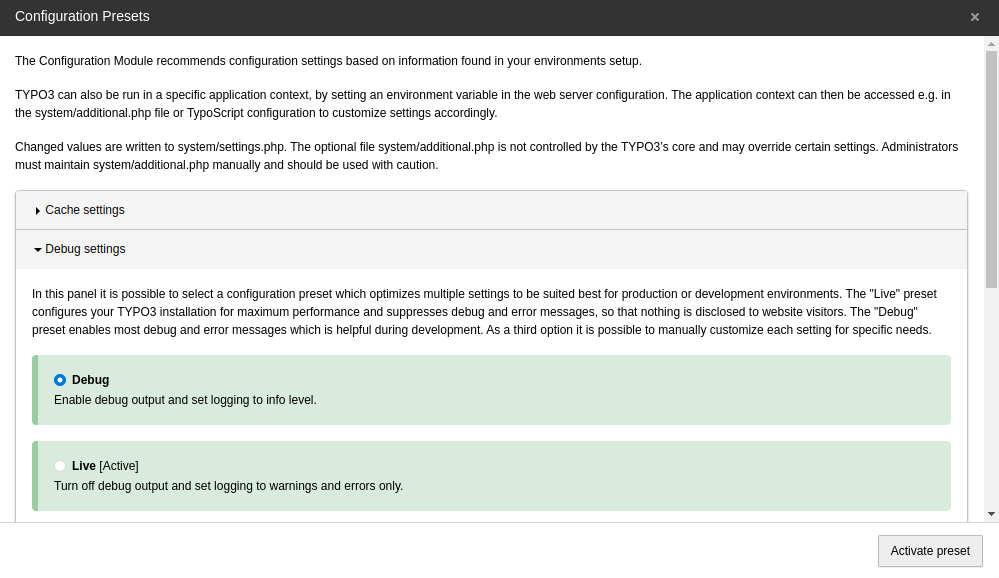 Configuration Presets
×
The Configuration Module recommends configuration settings based on information found in your environments setup.
TYPO3 can also be run in a specific application context, by setting an environment variable in the web server configuration. The application context can then be accessed e.g. in
the system/additional.php file or TypoScript configuration to customize settings accordingly.
Changed values are written to system/settings.php. The optional file system/additional.php is not controlled by the TYPO3's core and may override certain settings. Administrators
must maintain system/additional.php manually and should be used with caution.
Cache settings
Debug settings
In this panel it is possible to select a configuration preset which optimizes multiple settings to be suited best for production or development environments. The "Live" preset
configures your TYPO3 installation for maximum performance and suppresses debug and error messages, so that nothing is disclosed to website visitors. The "Debug"
preset enables most debug and error messages which is helpful during development. As a third option it is possible to manually customize each setting for specific needs.
Debug
Enable debug output and set logging to info level.
Live [Active]
Turn off debug output and set logging to warnings and errors only.
Activate preset